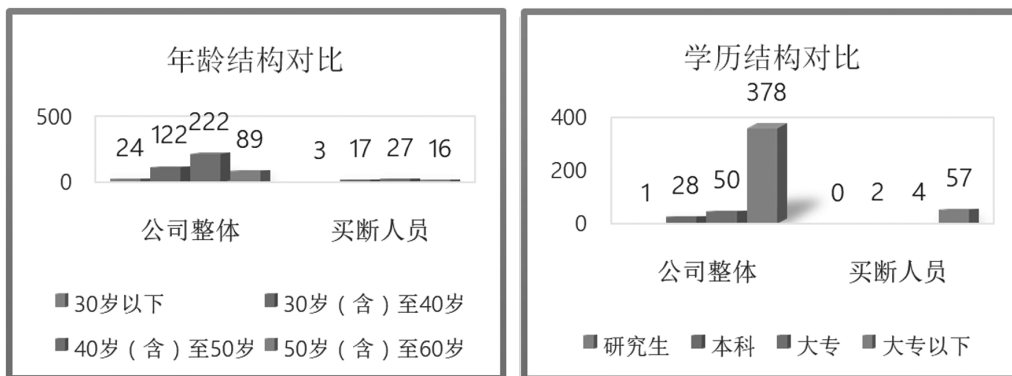 年龄结构对比
500
0
24 122 222 89 3 17 27 16
公司整体 买断人员
30岁以下 30岁（含）至40岁
40岁（含）至50岁 50岁（含）至60岁
学历结构对比
400
200
0
1 28 50 378 0 2 4 57
公司整体 买断人员
研究生 本科 大专 大专以下